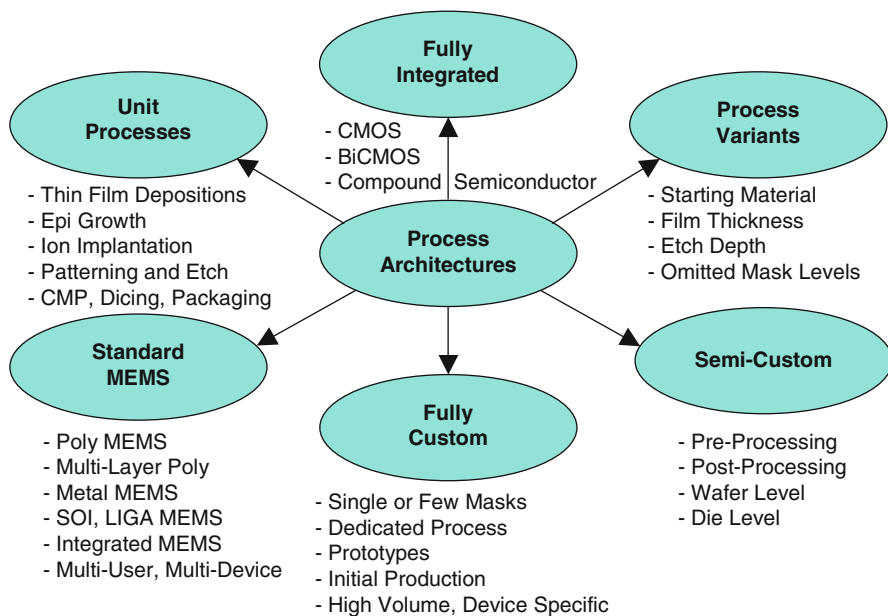 Fully
Integrated
- CMOS
- BiCMOS
- Compound Semiconductor
Unit
Processes
- Thin Film Depositions
- Epi Growth
- Ion Implantation
- Patterning and Etch
- CMP, Dicing, Packaging
Process
Variants
- Starting Material
- Film Thickness
- Etch Depth
- Omitted Mask Levels
Process
Architectures
Standard
MEMS
- Poly MEMS
- Multi-Layer Poly
- Metal MEMS
- SOI, LIGA MEMS
- Integrated MEMS
- Multi-User, Multi-Device
Fully
Custom
- Single or Few Masks
- Dedicated Process
- Prototypes
- Initial Production
- High Volume, Device Specific
Semi-Custom
- Pre-Processing
- Post-Processing
- Wafer Level
- Die Level